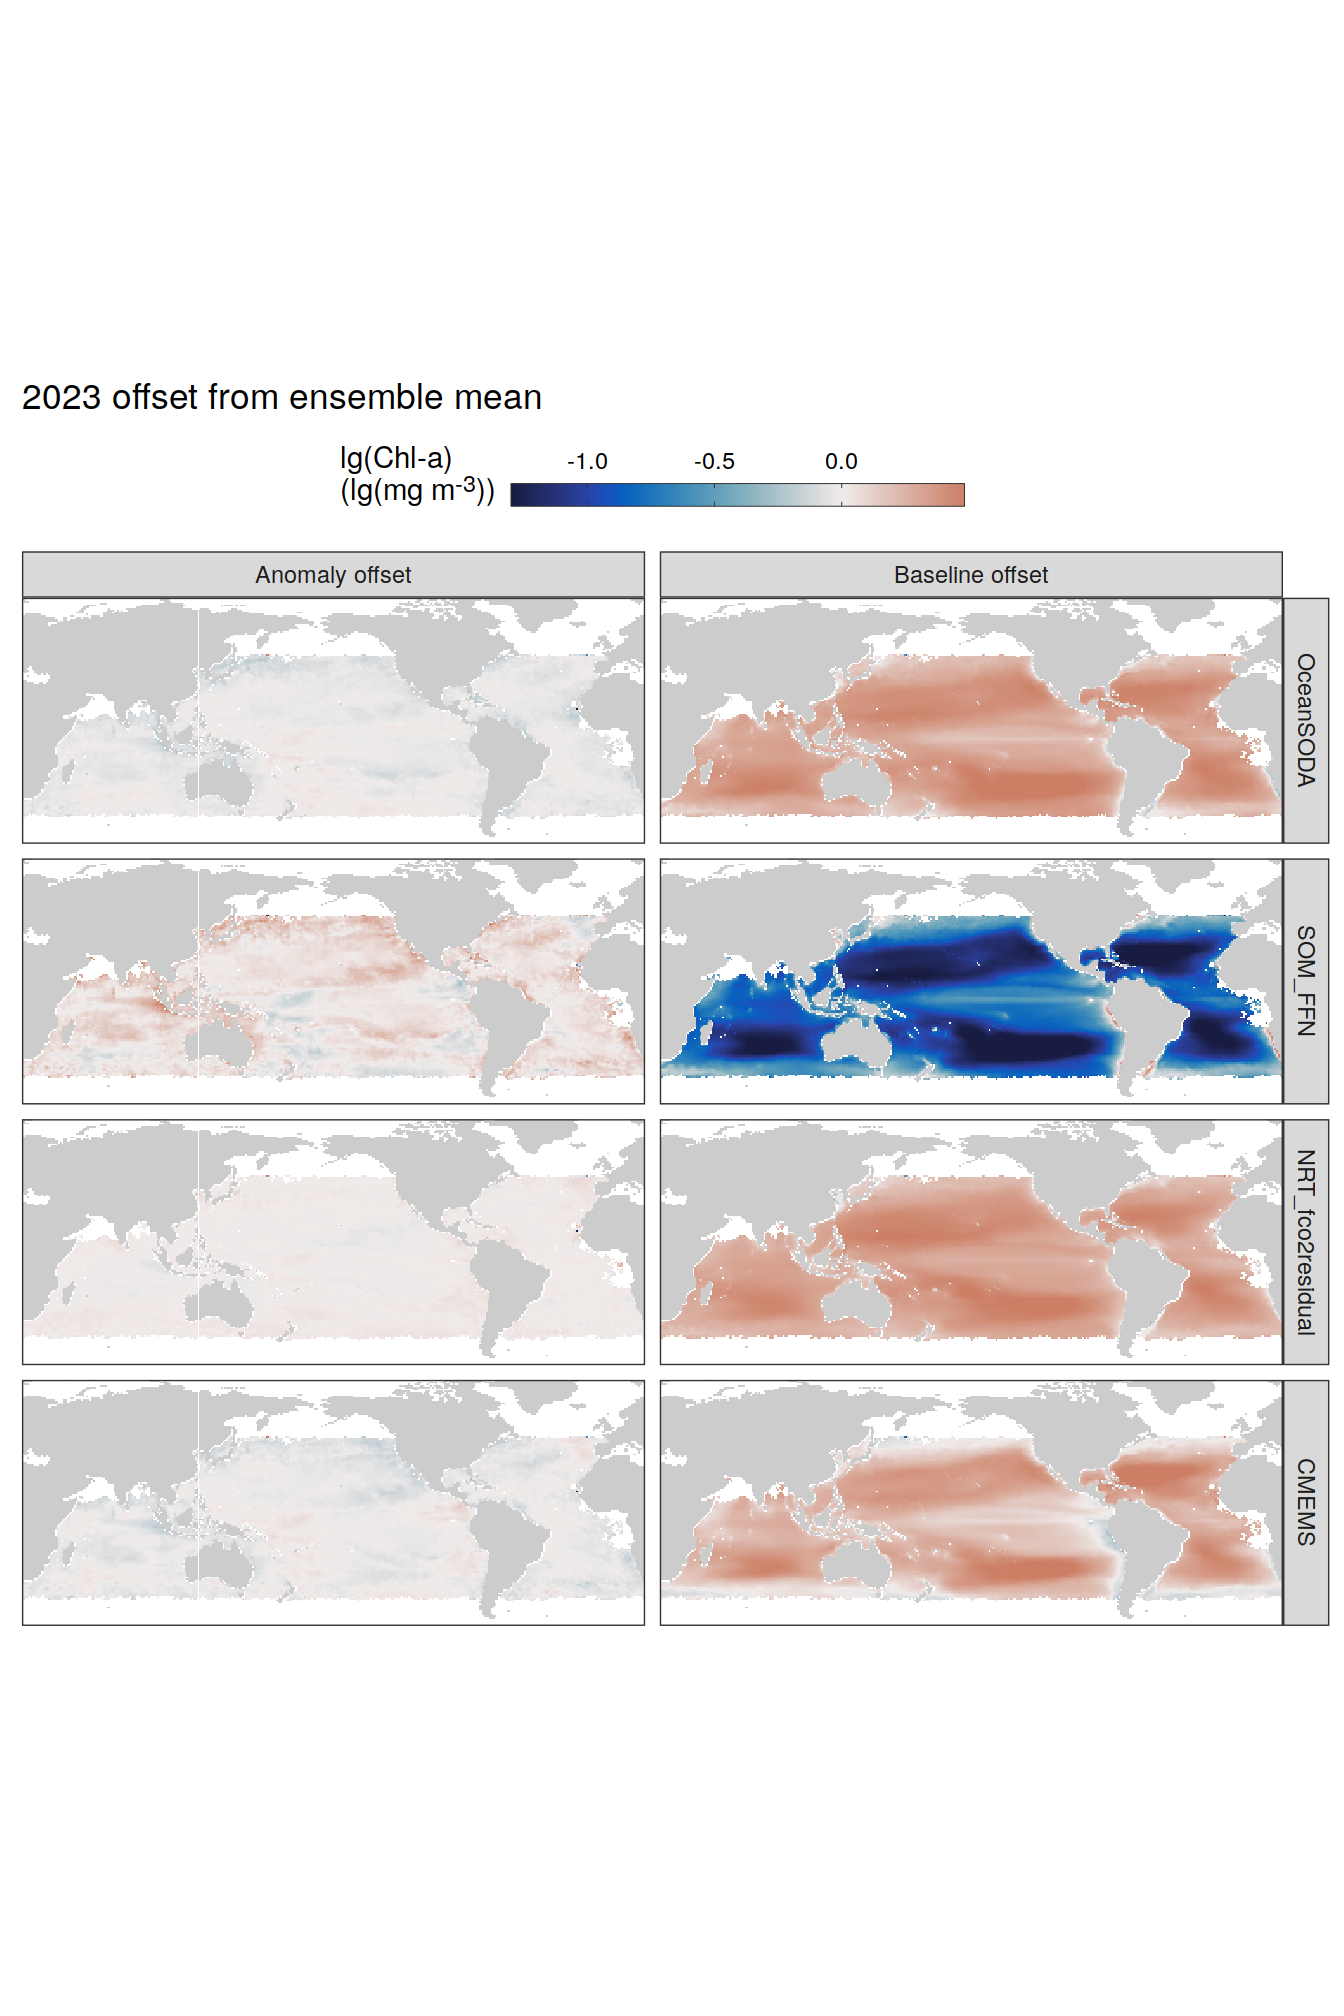 2023 offset from ensemble mean
lg(Chl-a)
(lg(mg m⁻³))
-1.0 -0.5 0.0
Anomaly offset Baseline offset
OceanSODA
SOM_FFN
NRT_fco2residual
CMEMS